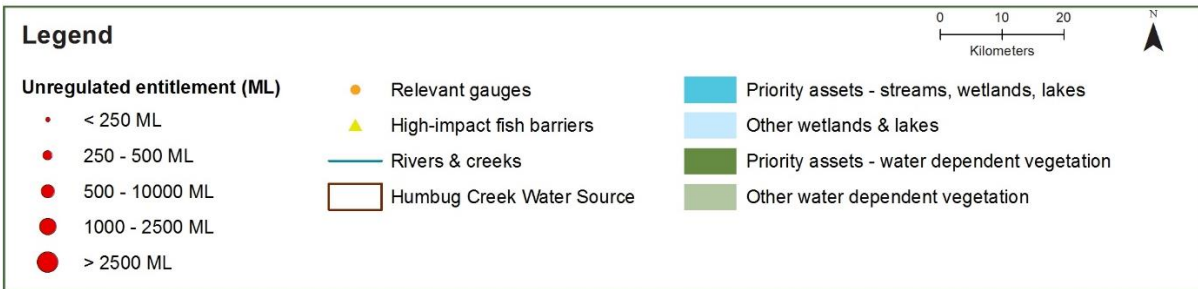 Legend
0 10 20
Kilometers
N
Unregulated entitlement (ML)
< 250 ML
250 - 500 ML
500 - 10000 ML
1000 - 2500 ML
> 2500 ML
Relevant gauges
High-impact fish barriers
Rivers & creeks
Humbug Creek Water Source
Priority assets - streams, wetlands, lakes
Other wetlands & lakes
Priority assets - water dependent vegetation
Other water dependent vegetation